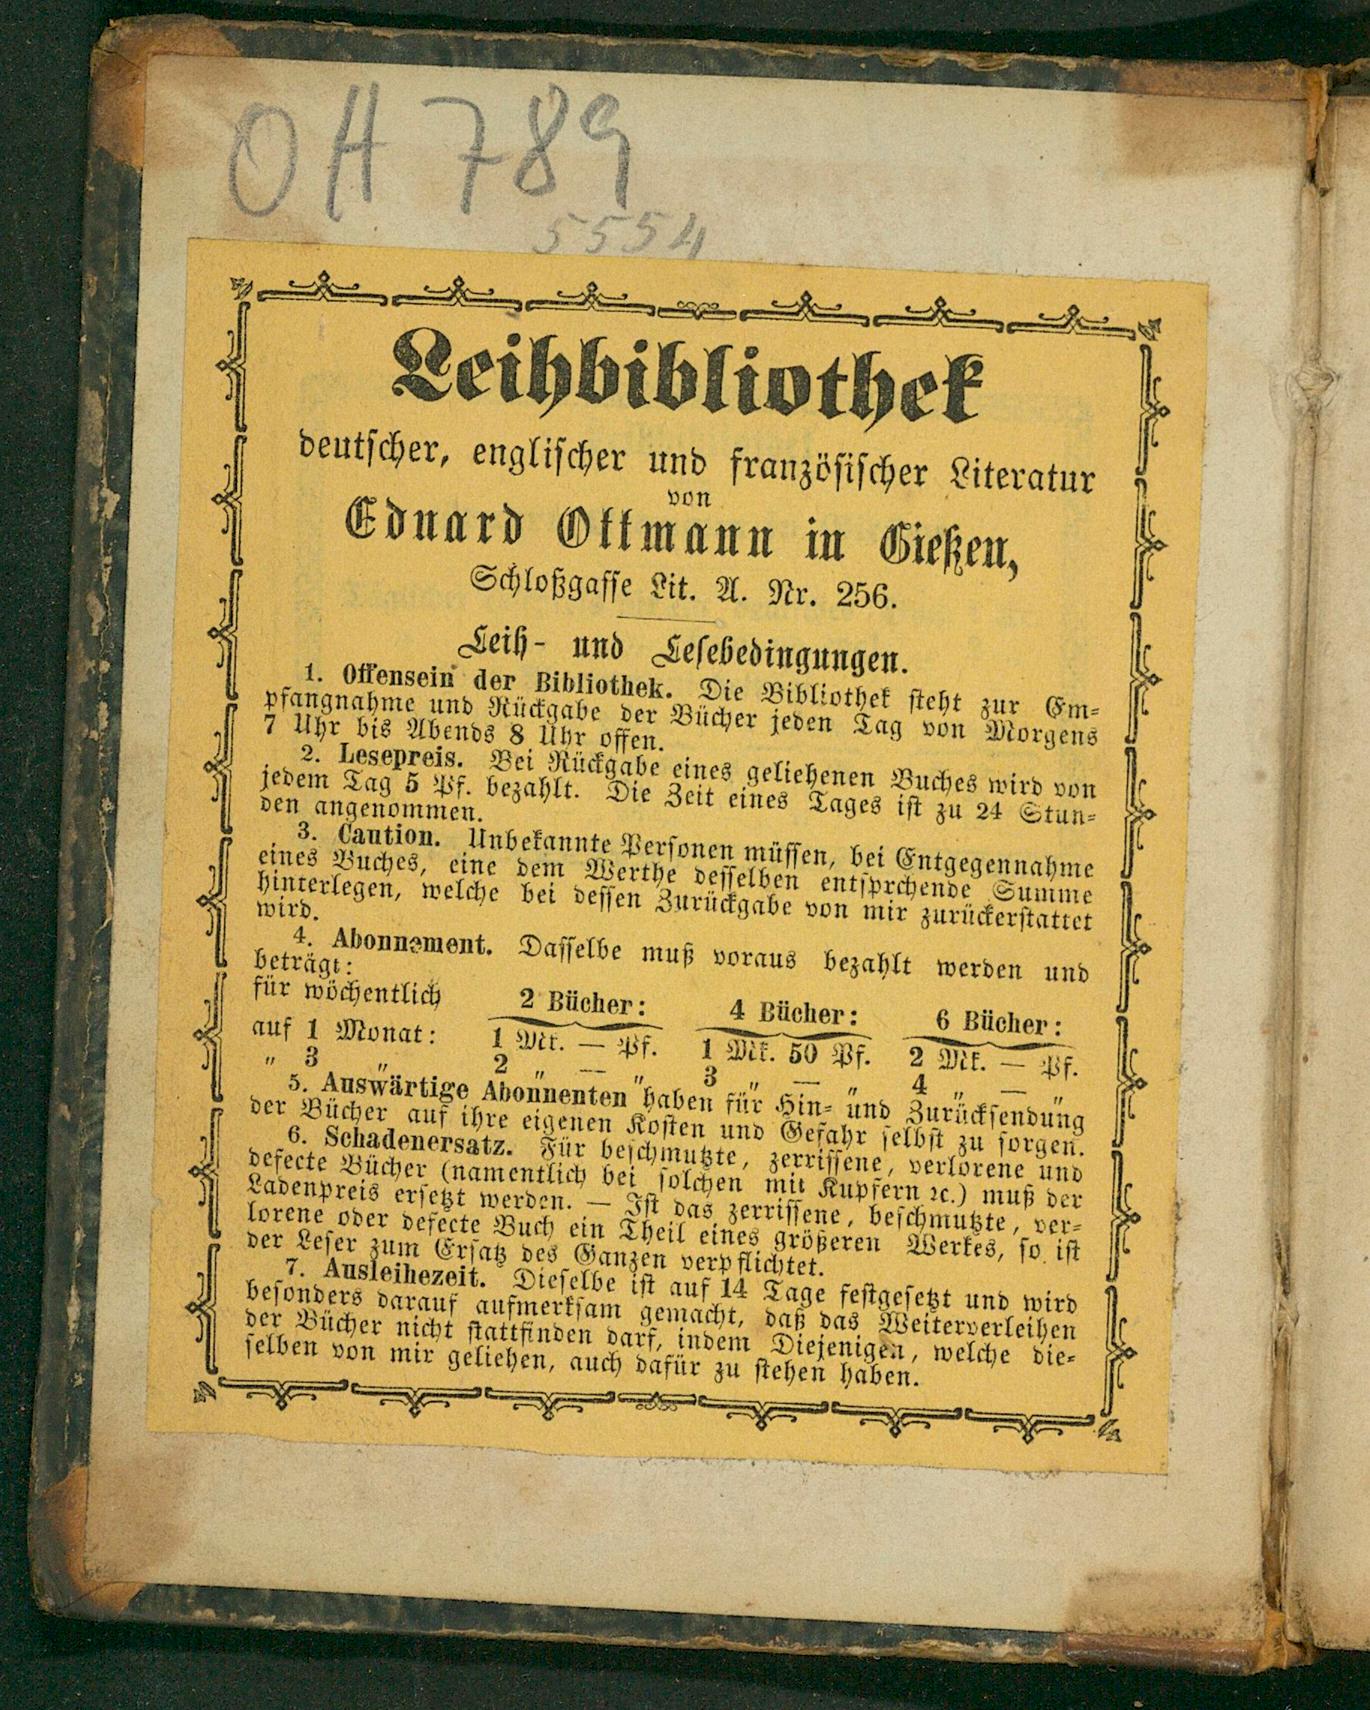 OH 789
5554
Leihbibliothek
deutscher, englischer und französischer Literatur
von
Eduard Ottmann in Gießen,
Schloßgasse Lit. A. Nr. 256.
Leih- und Lesebedingungen.
1. Offensein der Bibliothek. Die Bibliothek steht zur Em-
pfangnahme und Rückgabe der Bücher jeden Tag von Morgens
7 Uhr bis Abends 8 Uhr offen.
2. Lesepreis. Bei Rückgabe eines geliehenen Buches wird von
jedem Tag 5 Pf. bezahlt. Die Zeit eines Tages ist zu 24 Stun-
den angenommen.
3. Caution. Unbekannte Personen müssen, bei Entgegennahme
eines Buches, eine dem Werthe desselben entsprchende Summe
hinterlegen, welche bei dessen Zurückgabe von mir zurückerstattet
wird.
4. Abonnement. Dasselbe muß voraus bezahlt werden und
beträgt:
für wöchentlich 2 Bücher: 4 Bücher: 6 Bücher:
auf 1 Monat: 1 Mk. — Pf. 1 Mk. 50 Pf. 2 Mk. — Pf.
" 3 " 2 " — " 3 " — " 4 " — "
5. Auswärtige Abonnenten haben für Hin- und Zurücksendung
der Bücher auf ihre eigenen Kosten und Gefahr selbst zu sorgen.
6. Schadenersatz. Für beschmutzte, zerrissene, verlorene und
defecte Bücher (namentlich bei solchen mit Kupfern ꝛc.) muß der
Ladenpreis ersetzt werden. — Ist das zerrissene, beschmutzte, ver-
lorene oder defecte Buch ein Theil eines größeren Werkes, so ist
der Leser zum Ersatz des Ganzen verpflichtet.
7. Ausleihezeit. Dieselbe ist auf 14 Tage festgesetzt und wird
besonders darauf aufmerksam gemacht, daß das Weiterverleihen
der Bücher nicht stattfinden darf, indem Diejenigen, welche die-
selben von mir geliehen, auch dafür zu stehen haben.